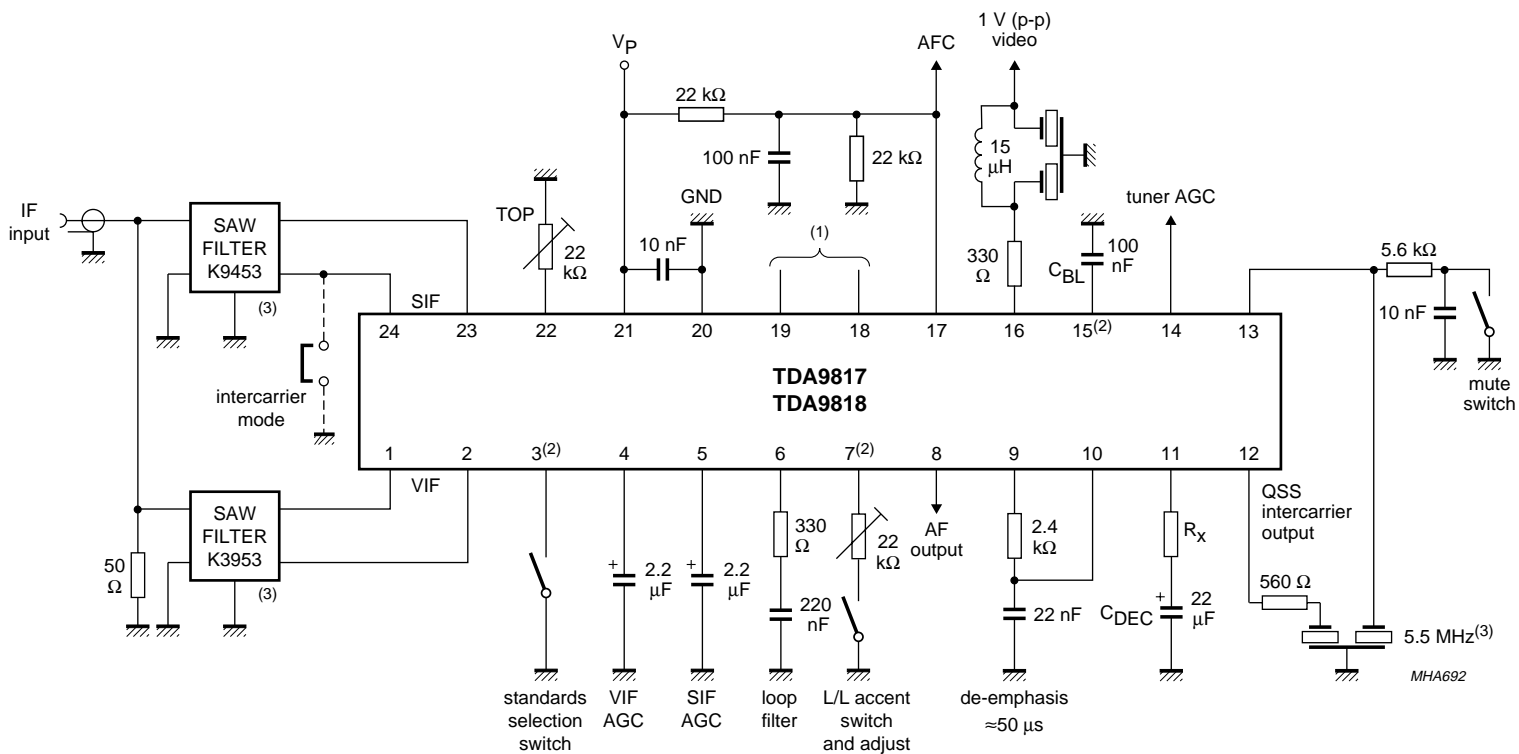 1 V (p-p)
video
VP
AFC
22 kΩ
100 nF
22 kΩ
15
μH
GND
tuner AGC
IF
input
SAW
FILTER
K9453
(3)
TOP
22
kΩ
10 nF
(1)
330
Ω
CBL
100
nF
5.6 kΩ
10 nF
mute
switch
SIF
24 23 22 21 20 19 18 17 16 15(2) 14 13
intercarrier
mode
TDA9817
TDA9818
1 2 3(2) 4 5 6 7(2) 8 9 10 11 12
VIF
SAW
FILTER
K3953
(3)
50
Ω
2.2
μF
+
2.2
μF
+
330
Ω
220
nF
22
kΩ
AF
output
2.4
kΩ
22 nF
RX
CDEC
+
22
μF
QSS
intercarrier
output
560 Ω
5.5 MHz(3)
MHA692
standards
selection
switch
VIF
AGC
SIF
AGC
loop
filter
L/L accent
switch
and adjust
de-emphasis
≈50 μs